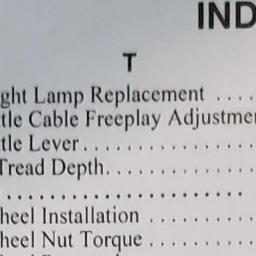 IND
T
ght Lamp Replacement ....
tle Cable Freeplay Adjustme
tle Lever..............
Tread Depth............
......................
heel Installation .........
heel Nut Torque .........